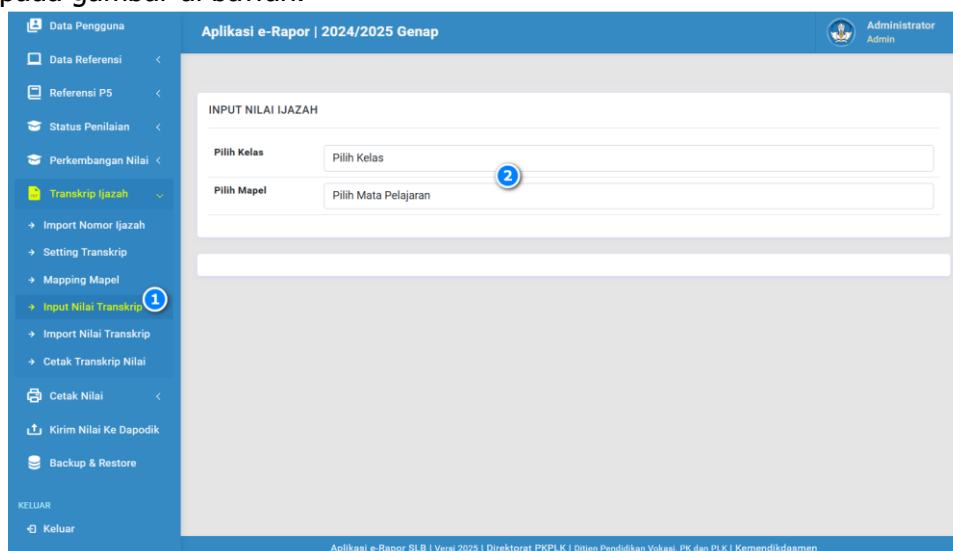 pada gambar di bawah.
Data Pengguna
Data Referensi
Referensi P5
Status Penilaian
Perkembangan Nilai
Transkrip Ijazah
Import Nomor Ijazah
Setting Transkrip
Mapping Mapel
Input Nilai Transkrip
1
Import Nilai Transkrip
Cetak Transkrip Nilai
Cetak Nilai
Kirim Nilai Ke Dapodik
Backup & Restore
KELUAR
Keluar
Aplikasi e-Rapor | 2024/2025 Genap
Administrator
Admin
INPUT NILAI IJAZAH
Pilih Kelas
Pilih Kelas
2
Pilih Mapel
Pilih Mata Pelajaran
Aplikasi e-Rapor SLB | Versi 2025 | Direktorat PKPLK | Ditjen Pendidikan Vokasi, PK dan PLK | Kemendikdasmen